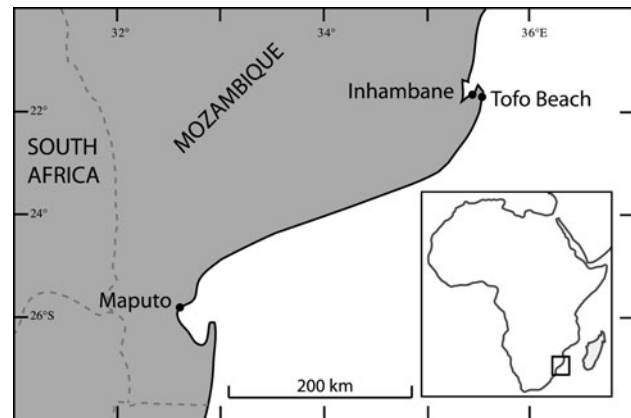 32°
34°
36°E
MOZAMBIQUE
Inhambane
Tofo Beach
22°
SOUTH
AFRICA
24°
Maputo
26°S
200 km